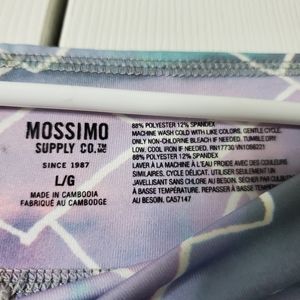 MOSSIMO
SUPPLY CO.
SINCE 1987
L/G
MADE IN CAMBODIA
FABRIQUÉ AU CAMBODGE
88% POLYESTER 12% SPANDEX
MACHINE WASH COLD WITH LIKE COLORS, GENTLE CYCLE.
ONLY NON-CHLORINE BLEACH IF NEEDED. TUMBLE DRY
LOW. COOL IRON IF NEEDED. RN17730 VN1086221
88% POLYESTER 12% SPANDEX
LAVER À LA MACHINE À L'EAU FROIDE AVEC DES COULEURS
SIMILAIRES, CYCLE DÉLICAT. UTILISER SEULEMENT UN
JAVELLISANT SANS CHLORE AU BESOIN. SÉCHER PAR CULBUTAGE
À BASSE TEMPÉRATURE. REPASSER À BASSE TEMPÉRATURE
AU BESOIN. CA57147